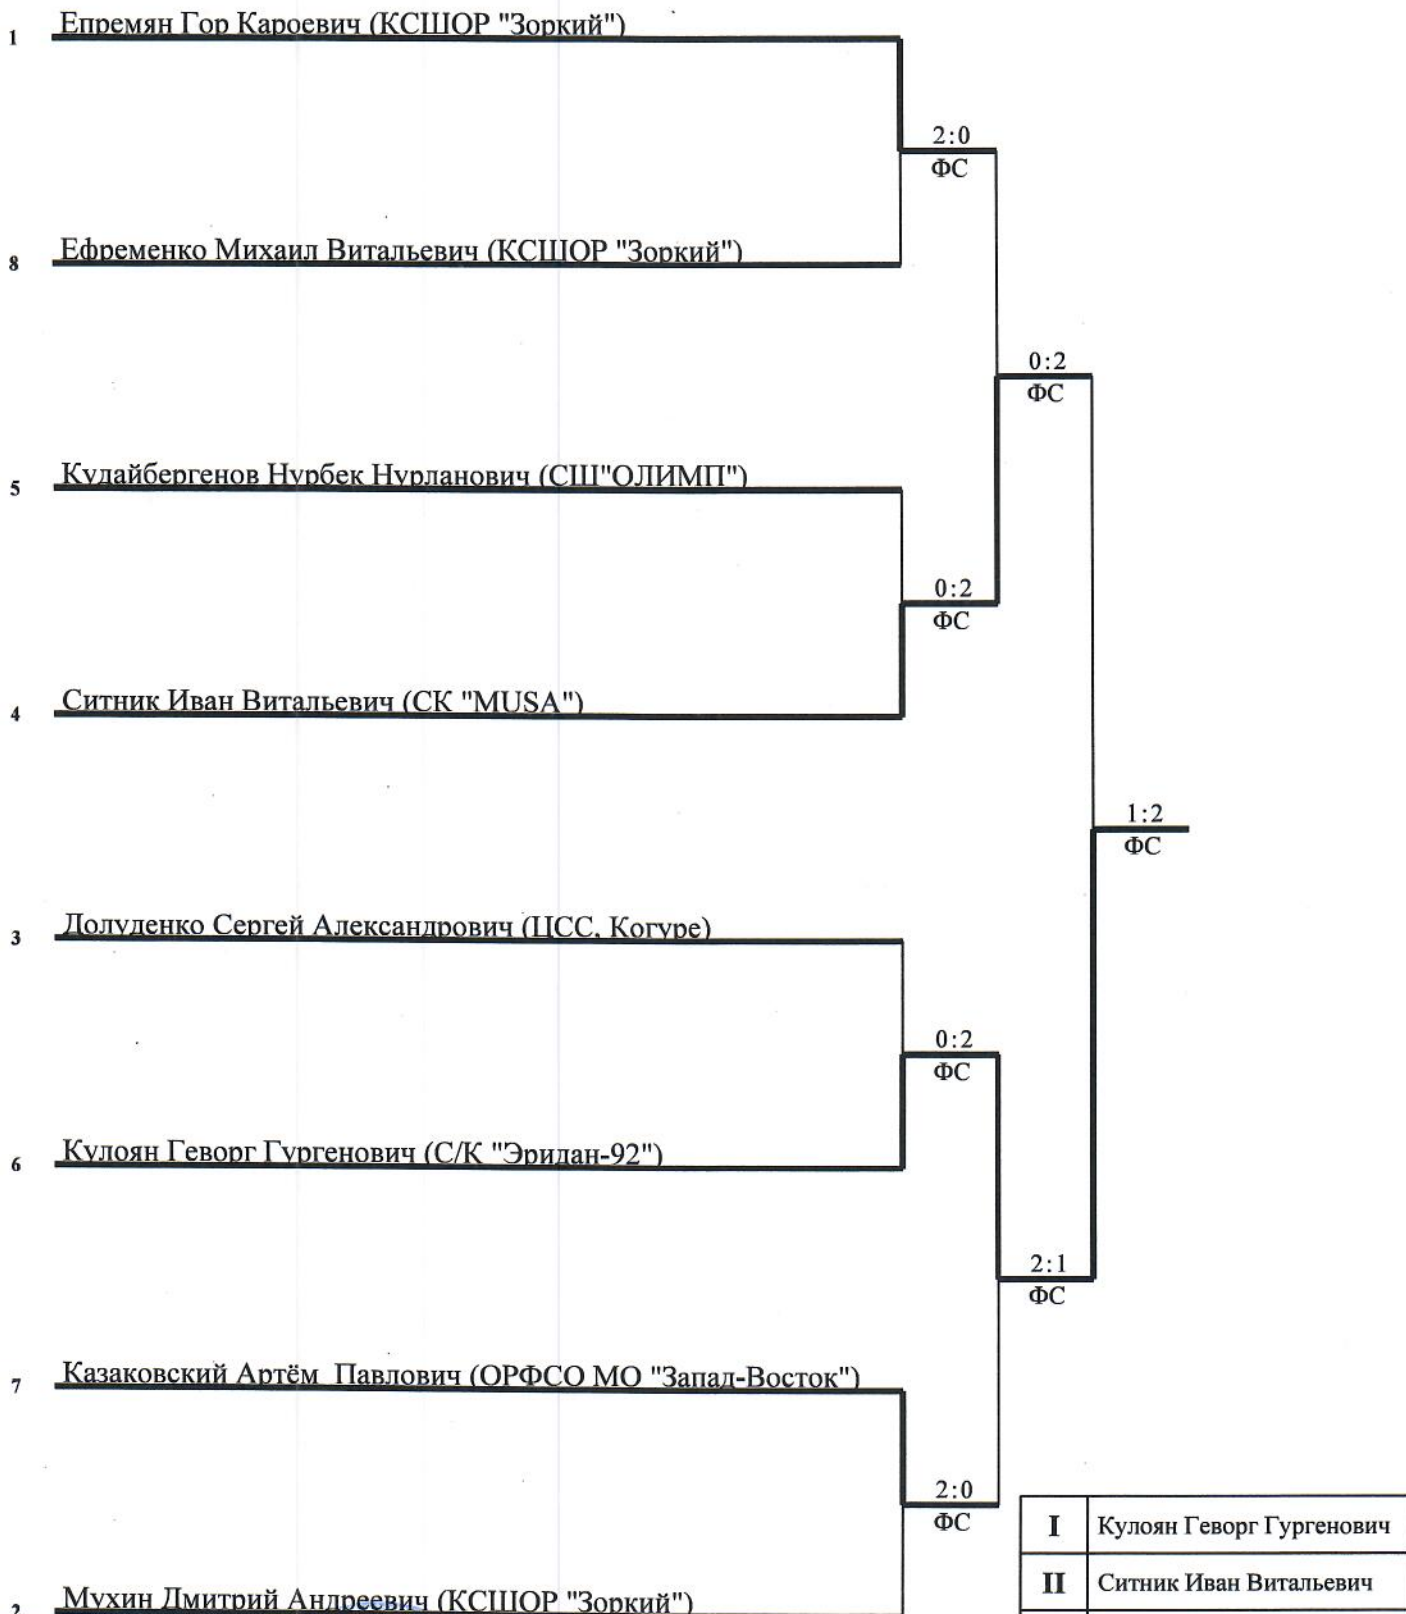 1 Епремян Гор Кароевич (КСШОР "Зоркий")
2:0
ФС
8 Ефременко Михаил Витальевич (КСШОР "Зоркий")
0:2
ФС
5 Кудайбергенов Нурбек Нурланович (СШ"ОЛИМП")
0:2
ФС
4 Ситник Иван Витальевич (СК "MUSA")
1:2
ФС
3 Долуденко Сергей Александрович (ЦСС, Когуре)
0:2
ФС
6 Кулоян Геворг Гургенович (С/К "Эридан-92")
2:1
ФС
7 Казаковский Артём Павлович (ОРФСО МО "Запад-Восток")
2:0
ФС
I Кулоян Геворг Гургенович
II Ситник Иван Витальевич
2 Мухин Дмитрий Андреевич (КСШОР "Зоркий")